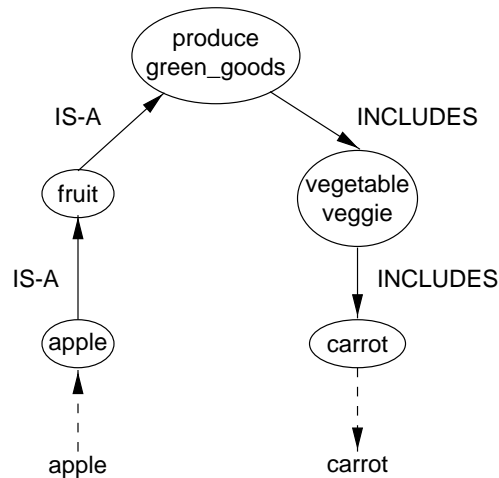 produce
green_goods
IS-A
INCLUDES
fruit
vegetable
veggie
IS-A
INCLUDES
apple
carrot
apple
carrot